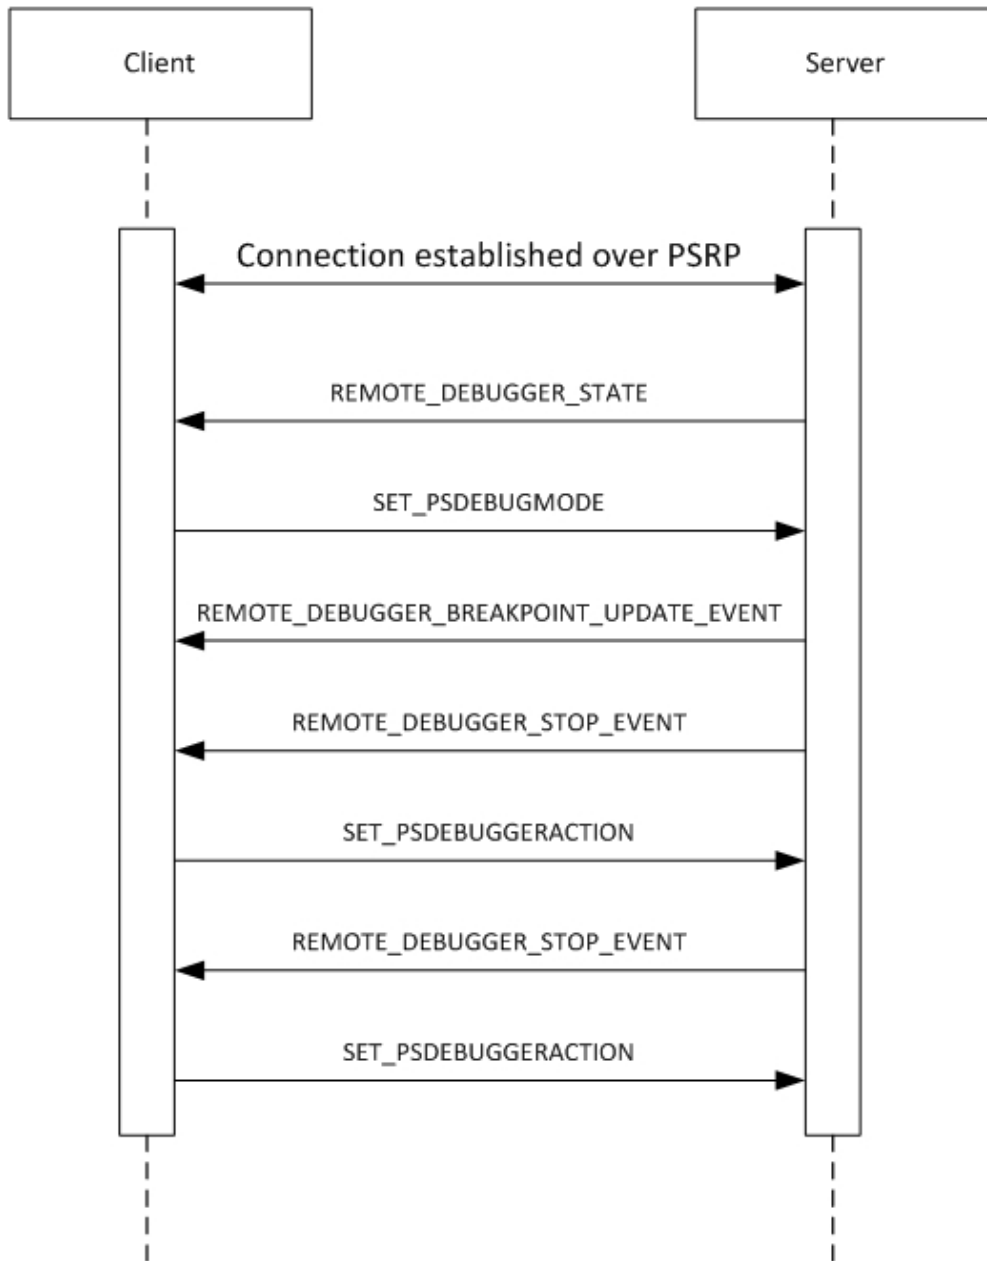 Client
Server
Connection established over PSRP
REMOTE_DEBUGGER_STATE
SET_PSDEBUGMODE
REMOTE_DEBUGGER_BREAKPOINT_UPDATE_EVENT
REMOTE_DEBUGGER_STOP_EVENT
SET_PSDEBUGGERACTION
REMOTE_DEBUGGER_STOP_EVENT
SET_PSDEBUGGERACTION